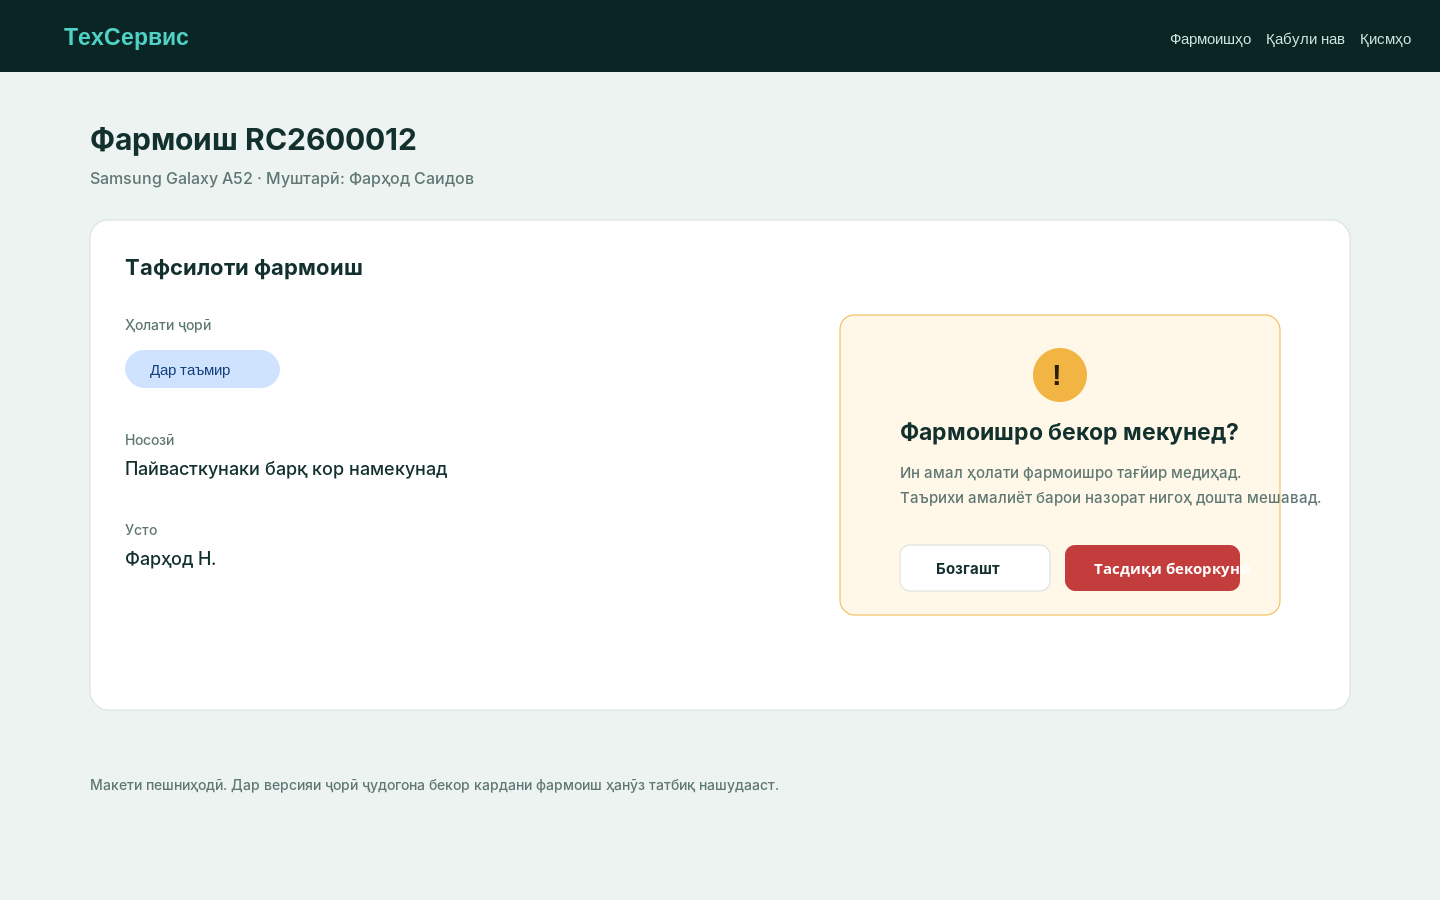 ТехСервис
Фармоишҳо Қабули нав Қисмҳо
Фармоиш RC2600012
Samsung Galaxy A52 · Муштарӣ: Фарҳод Саидов
Тафсилоти фармоиш
Ҳолати ҷорӣ
Дар таъмир
Носозӣ
Пайвасткунаки барқ кор намекунад
Усто
Фарҳод Н.
!
Фармоишро бекор мекунед?
Ин амал ҳолати фармоишро тағйир медиҳад.
Таърихи амалиёт барои назорат нигоҳ дошта мешавад.
Бозгашт
Тасдиқи бекоркунӣ
Макети пешниҳодӣ. Дар версияи ҷорӣ ҷудогона бекор кардани фармоиш ҳанӯз татбиқ нашудааст.